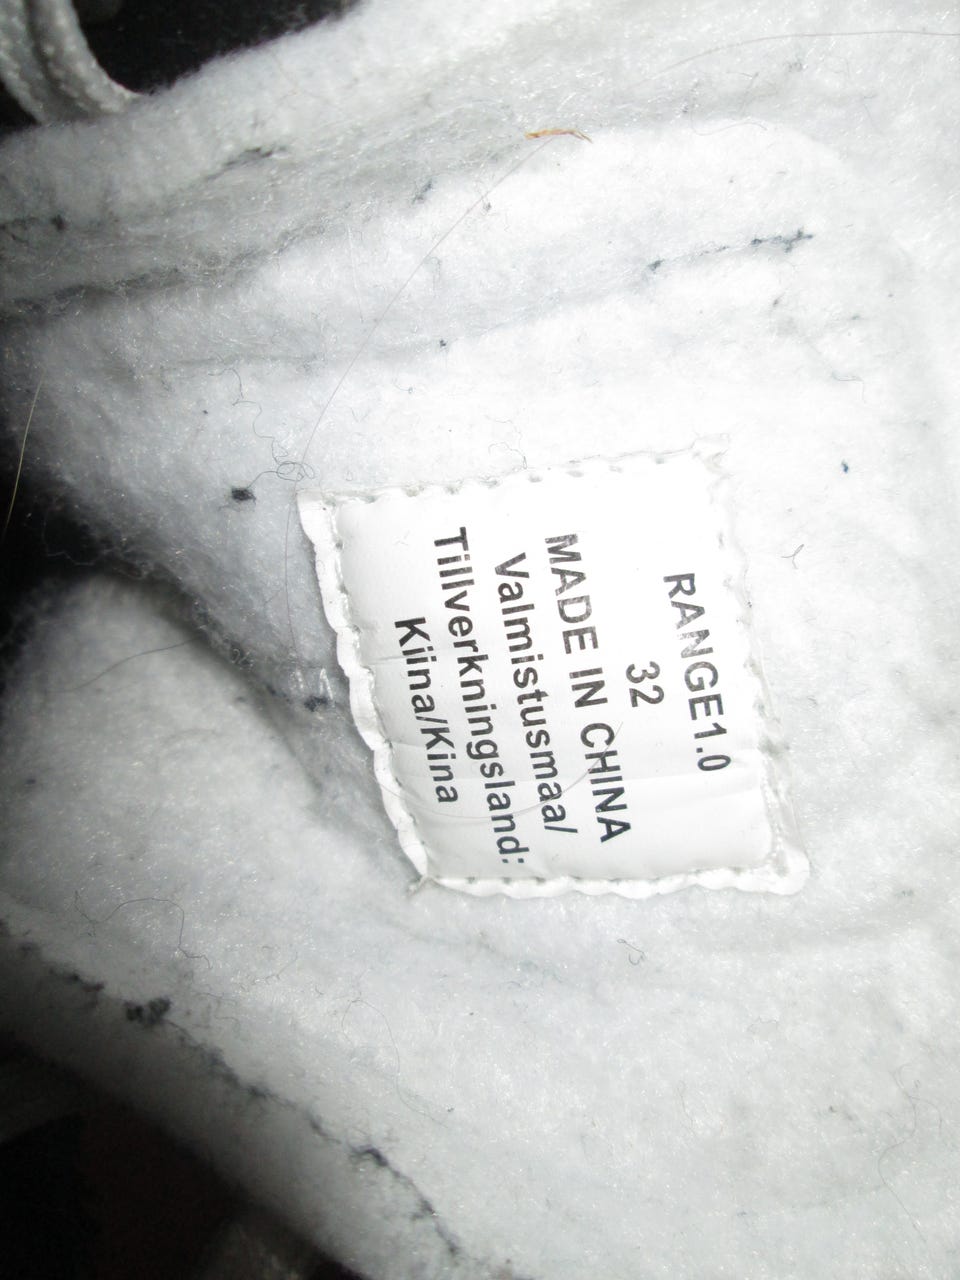 RANGE1.0
32
MADE IN CHINA
Valmistusmaa/
Tillverkningsland:
Kiina/Kina